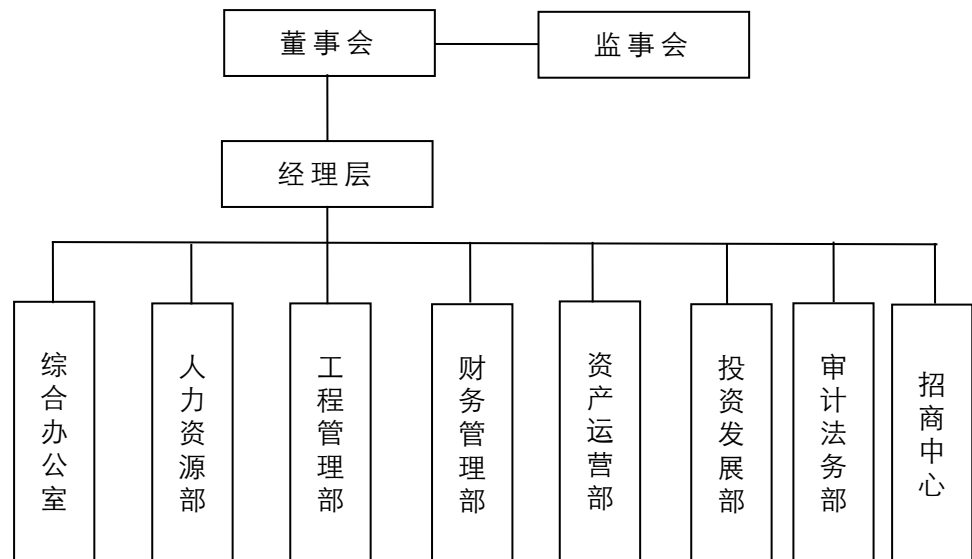 董事会
监事会
经理层
综合办公室
人力资源部
工程管理部
财务管理部
资产运营部
投资发展部
审计法务部
招商中心